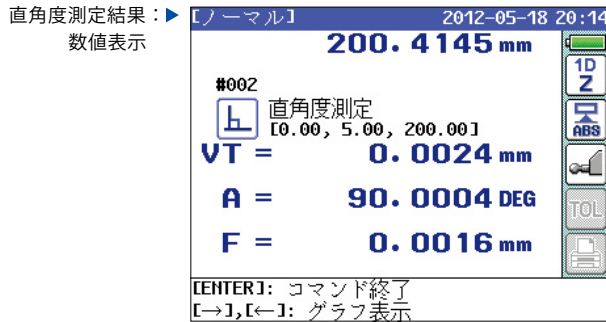 直角度測定結果：▶
数値表示
[ノーマル] 2012-05-18 20:14
200.4145 mm
#002
1D
Z
直角度測定
[0.00, 5.00, 200.00]
ABS
VT = 0.0024 mm
A = 90.0004 DEG
TOL
F = 0.0016 mm
[ENTER]: コマンド終了
[→],[←]: グラフ表示